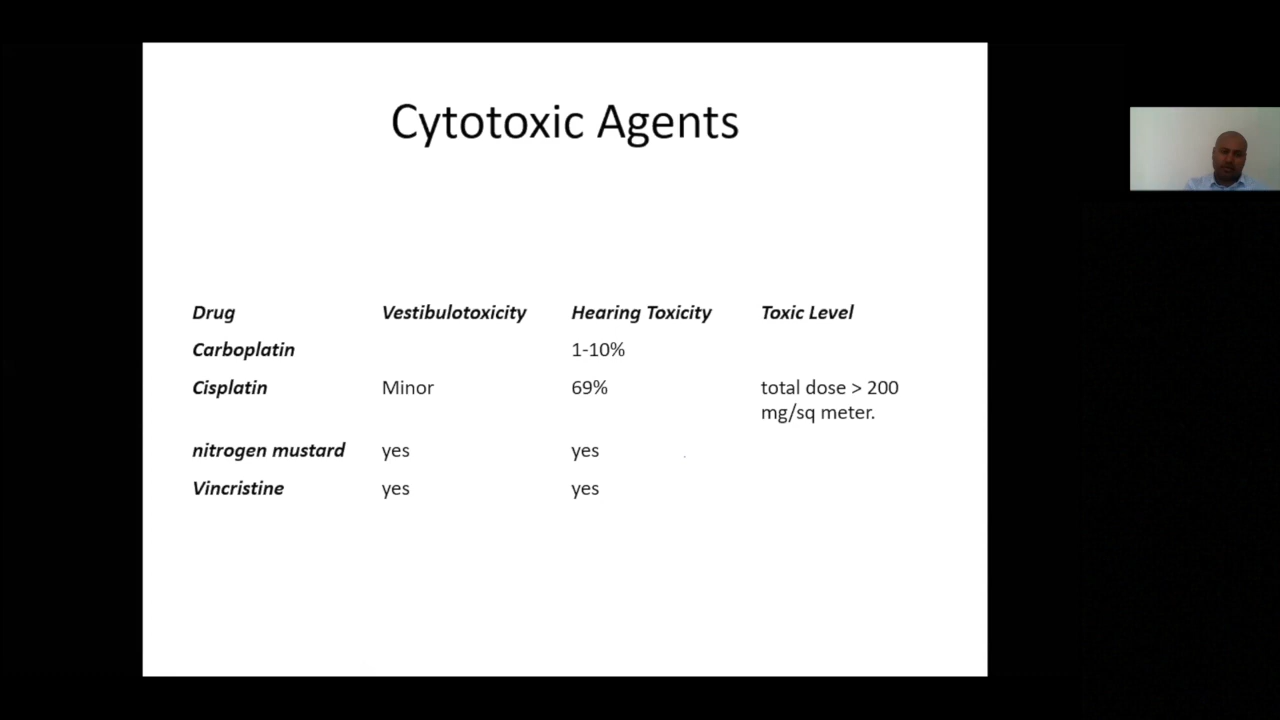 Cytotoxic Agents
Drug Vestibulotoxicity Hearing Toxicity Toxic Level
Carboplatin 1-10%
Cisplatin Minor 69% total dose > 200
mg/sq meter.
nitrogen mustard yes yes
Vincristine yes yes